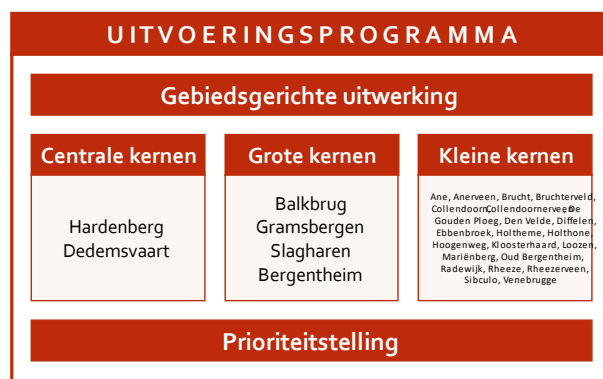 UITVOERINGSPROGRAMMA
Gebiedsgerichte uitwerking
Centrale kernen
Hardenberg
Dedemsvaart
Grote kernen
Balkbrug
Gramsbergen
Slagharen
Bergentheim
Kleine kernen
Ane, Anerveen, Brucht, Bruchterveld,
Collendoorn, Collendoornerveen, De
Gouden Ploeg, Den Velde, Diffelen,
Ebbenbroek, Holtheme, Holthone,
Hoogenweg, Kloosterhaard, Loozen,
Mariënberg, Oud Bergentheim,
Radewijk, Rheeze, Rheezerveen,
Sibculo, Venebrugge
Prioriteitstelling